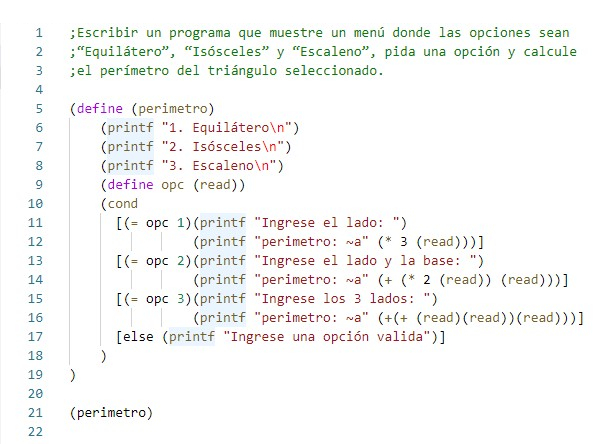 1 ;Escribir un programa que muestre un menú donde las opciones sean
2 ;“Equilátero”, “Isósceles” y “Escaleno”, pida una opción y calcule
3 ;el perímetro del triángulo seleccionado.
4
5 (define (perimetro)
6 (printf "1. Equilátero\n")
7 (printf "2. Isósceles\n")
8 (printf "3. Escaleno\n")
9 (define opc (read))
10 (cond
11 [(= opc 1)(printf "Ingrese el lado: ")
12 (printf "perimetro: ~a" (* 3 (read)))]
13 [(= opc 2)(printf "Ingrese el lado y la base: ")
14 (printf "perimetro: ~a" (+ (* 2 (read)) (read)))]
15 [(= opc 3)(printf "Ingrese los 3 lados: ")
16 (printf "perimetro: ~a" (+(+ (read)(read))(read)))]
17 [else (printf "Ingrese una opción valida")]
18 )
19 )
20
21 (perimetro)
22